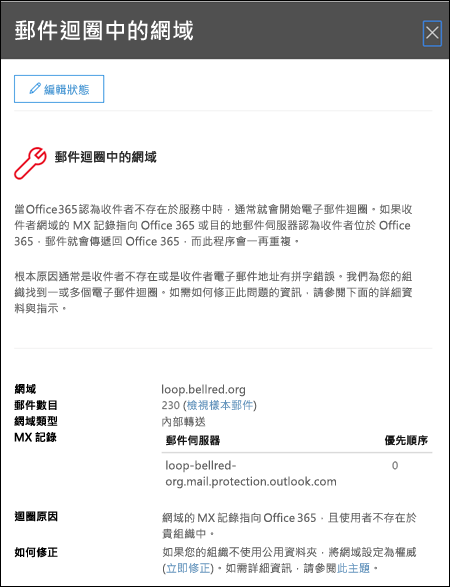 郵件迴圈中的網域
編輯狀態
郵件迴圈中的網域
當Office365認為收件者不存在於服務中時，通常就會開始電子郵件迴圈。如果收
件者網域的 MX 記錄指向 Office 365 或目的地郵件伺服器認為收件者位於 Office
365，郵件就會傳遞回 Office 365，而此程序會一再重複。
根本原因通常是收件者不存在或是收件者電子郵件地址有拼字錯誤。我們為您的組
織找到一或多個電子郵件迴圈。如需如何修正此問題的資訊，請參閱下面的詳細資
料與指示。
網域 loop.bellred.org
郵件數目 230 (檢視樣本郵件)
網域類型 內部轉送
MX 記錄 郵件伺服器 優先順序
loop-bellred- 0
org.mail.protection.outlook.com
迴圈原因 網域的 MX 記錄指向 Office 365，且使用者不存在於
貴組織中。
如何修正 如果您的組織不使用公用資料夾，將網域設定為權威
(立即修正)。如需詳細資訊，請參閱此主題。